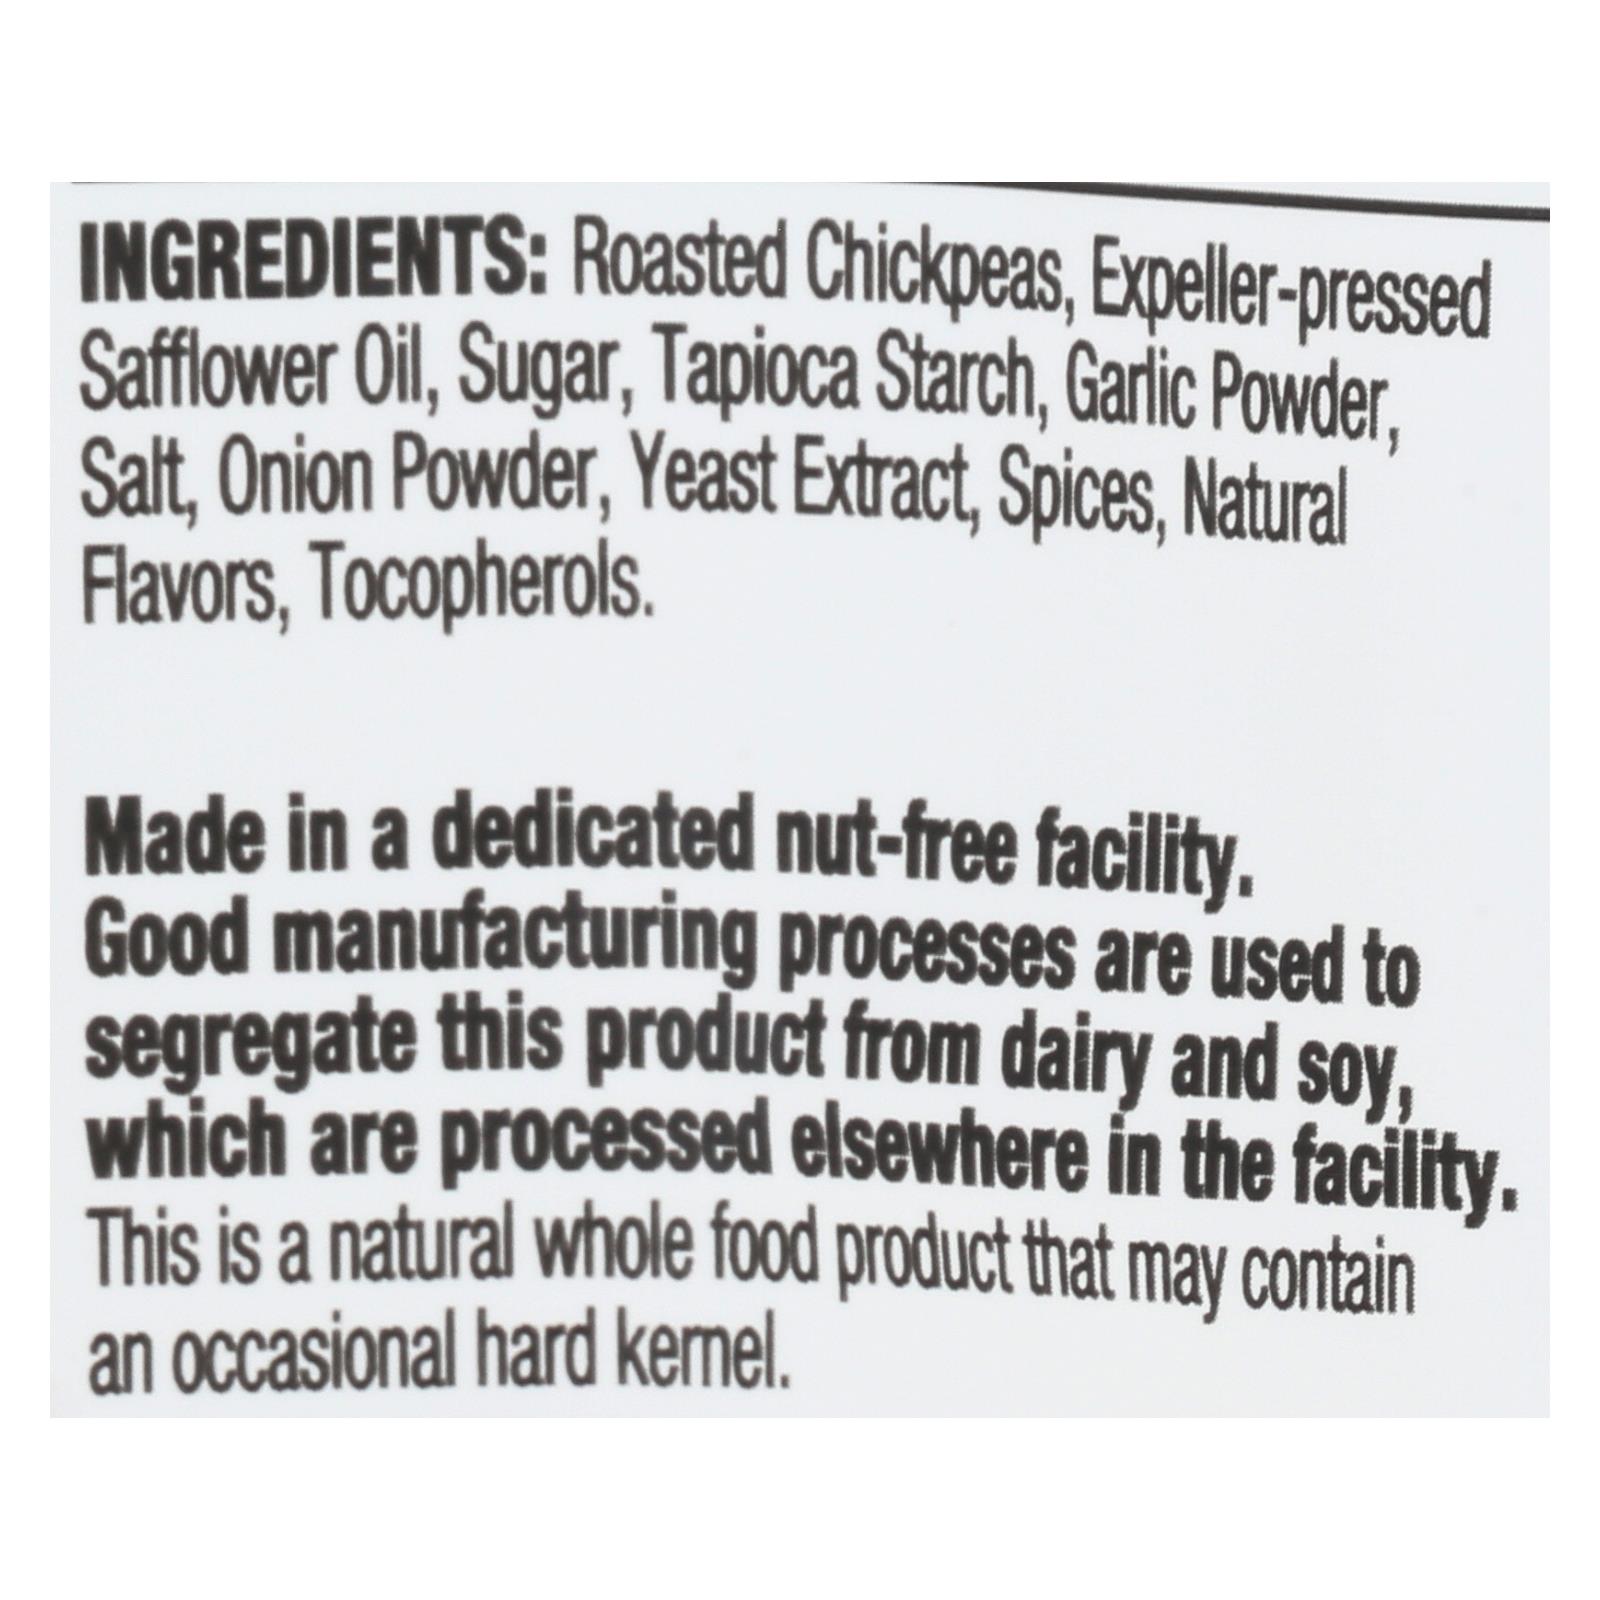 INGREDIENTS: Roasted Chickpeas, Expeller-pressed
Safflower Oil, Sugar, Tapioca Starch, Garlic Powder,
Salt, Onion Powder, Yeast Extract, Spices, Natural
Flavors, Tocopherols.
Made in a dedicated nut-free facility.
Good manufacturing processes are used to
segregate this product from dairy and soy,
which are processed elsewhere in the facility.
This is a natural whole food product that may contain
an occasional hard kernel.